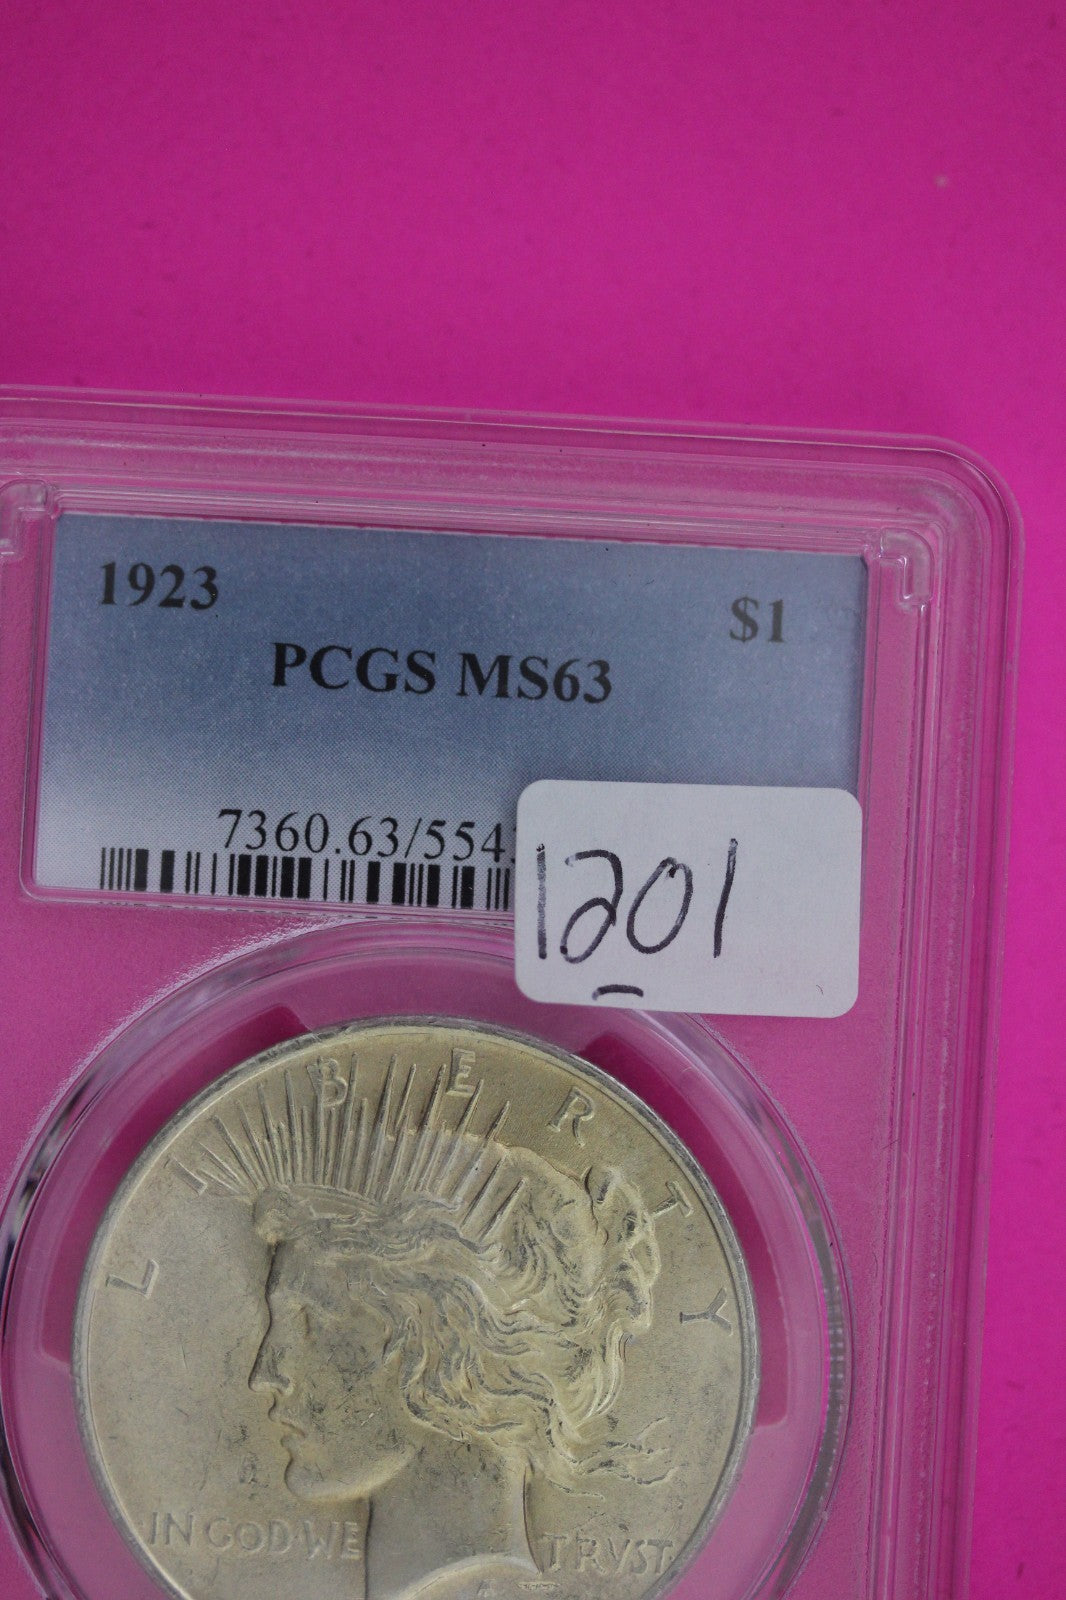 1923
$1
PCGS MS63
7360.63/554
1201
LIBERTY
IN GOD WE TRVST